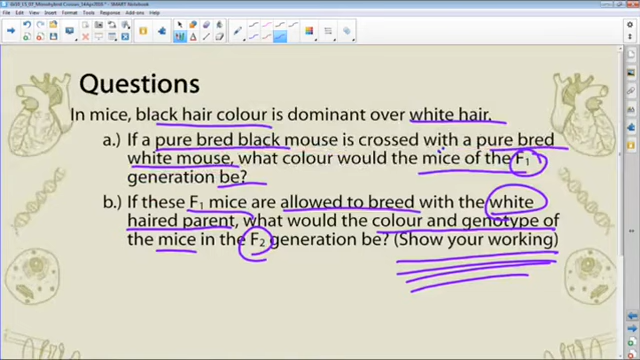 Questions
In mice, black hair colour is dominant over white hair.
a.) If a pure bred black mouse is crossed with a pure bred
white mouse, what colour would the mice of the F1
generation be?
b.) If these F1 mice are allowed to breed with the white
haired parent, what would the colour and genotype of
the mice in the F2 generation be? (Show your working)